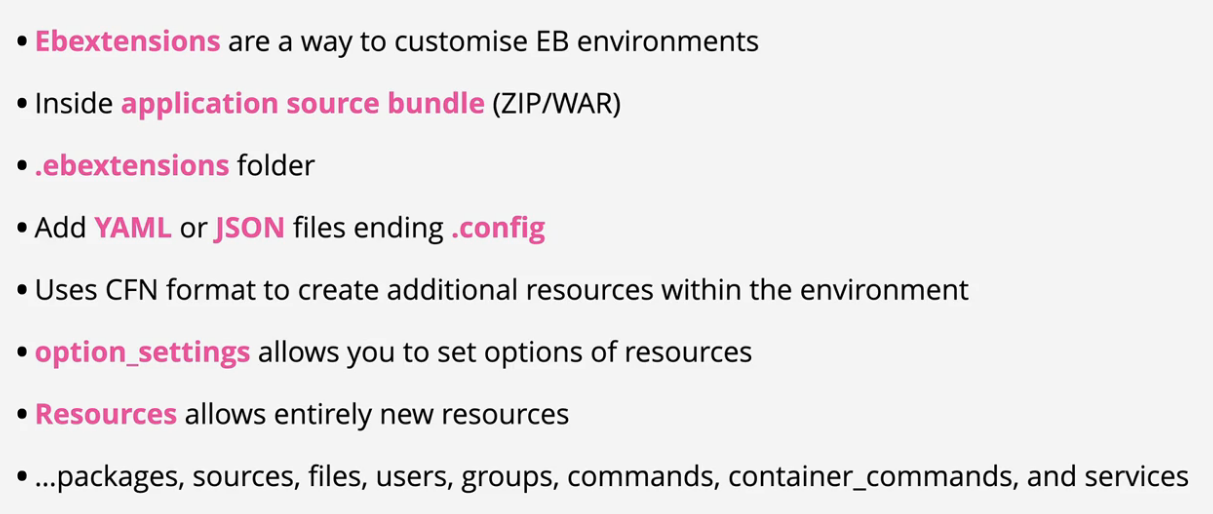 • Ebextensions are a way to customise EB environments
• Inside application source bundle (ZIP/WAR)
• .ebextensions folder
• Add YAML or JSON files ending .config
• Uses CFN format to create additional resources within the environment
• option_settings allows you to set options of resources
• Resources allows entirely new resources
• ...packages, sources, files, users, groups, commands, container_commands, and services